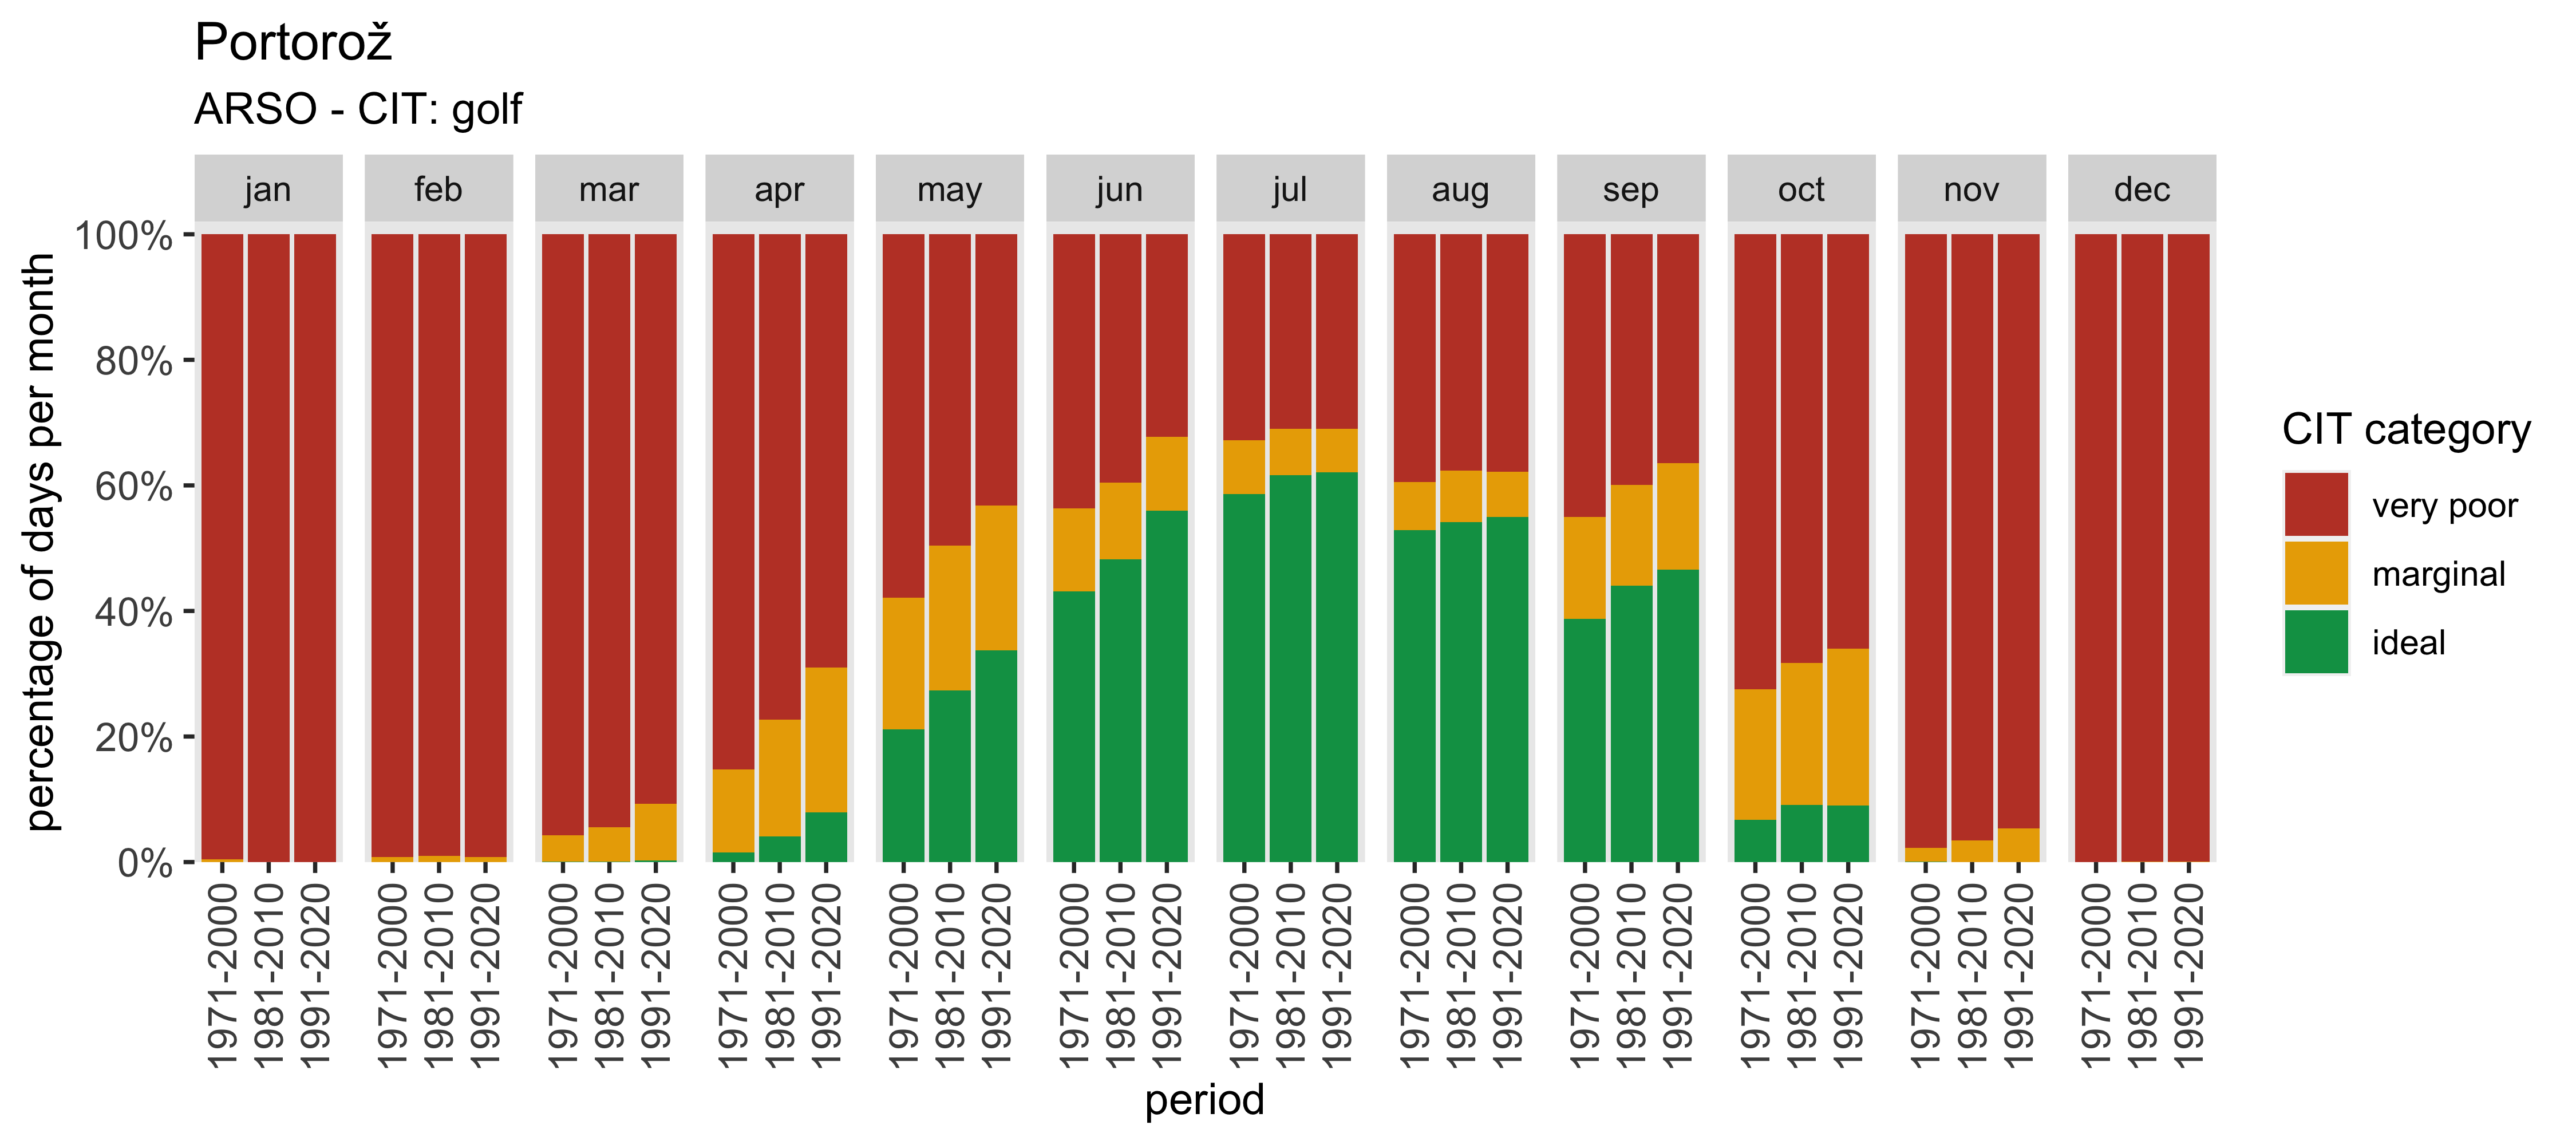 Portorož
ARSO - CIT: golf
jan feb mar apr may jun jul aug sep oct nov dec
percentage of days per month
100%
80%
60%
40%
20%
0%
1971-2000 1981-2010 1991-2020 1971-2000 1981-2010 1991-2020 1971-2000 1981-2010 1991-2020 1971-2000 1981-2010 1991-2020 1971-2000 1981-2010 1991-2020 1971-2000 1981-2010 1991-2020 1971-2000 1981-2010 1991-2020 1971-2000 1981-2010 1991-2020 1971-2000 1981-2010 1991-2020 1971-2000 1981-2010 1991-2020 1971-2000 1981-2010 1991-2020 1971-2000 1981-2010 1991-2020
period
CIT category
very poor
marginal
ideal